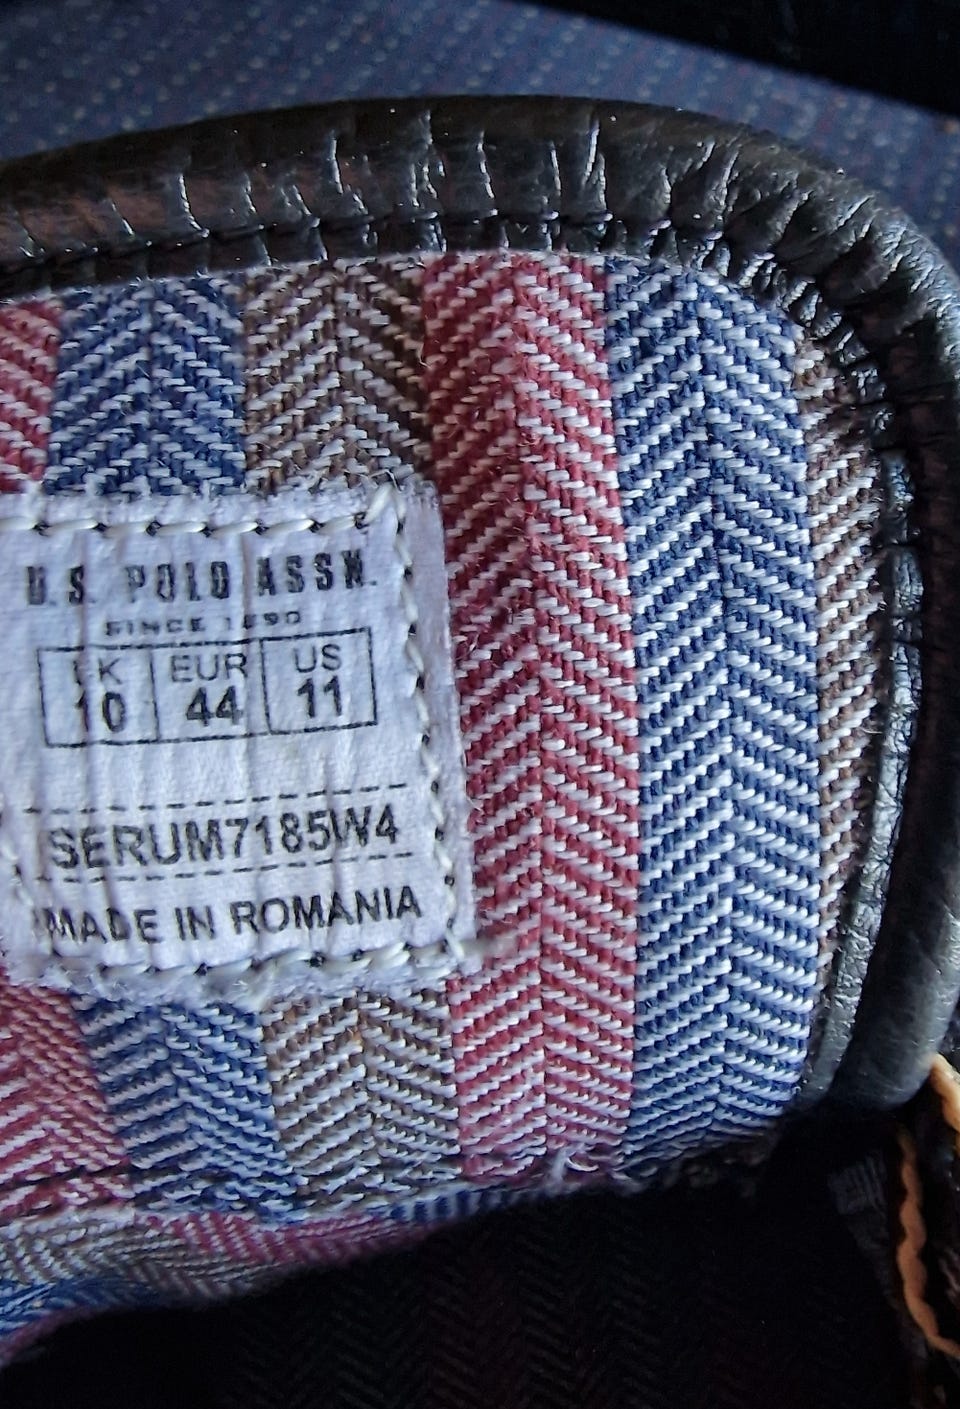 U.S. POLO ASSN.
SINCE 1890
UK EUR US
10 44 11
SERUM7185W4
MADE IN ROMANIA